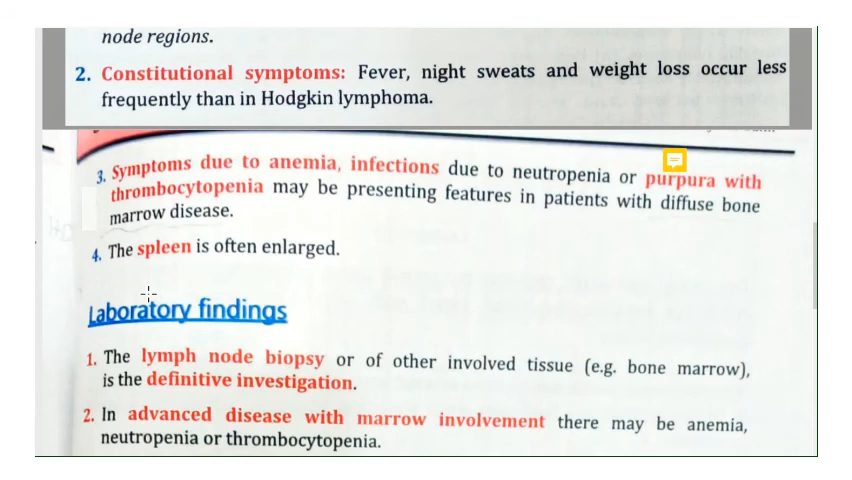 node regions.
2. Constitutional symptoms: Fever, night sweats and weight loss occur less
frequently than in Hodgkin lymphoma.
3. Symptoms due to anemia, infections due to neutropenia or purpura with
thrombocytopenia may be presenting features in patients with diffuse bone
marrow disease.
4. The spleen is often enlarged.
Laboratory findings
1. The lymph node biopsy or of other involved tissue (e.g. bone marrow),
is the definitive investigation.
2. In advanced disease with marrow involvement there may be anemia,
neutropenia or thrombocytopenia.